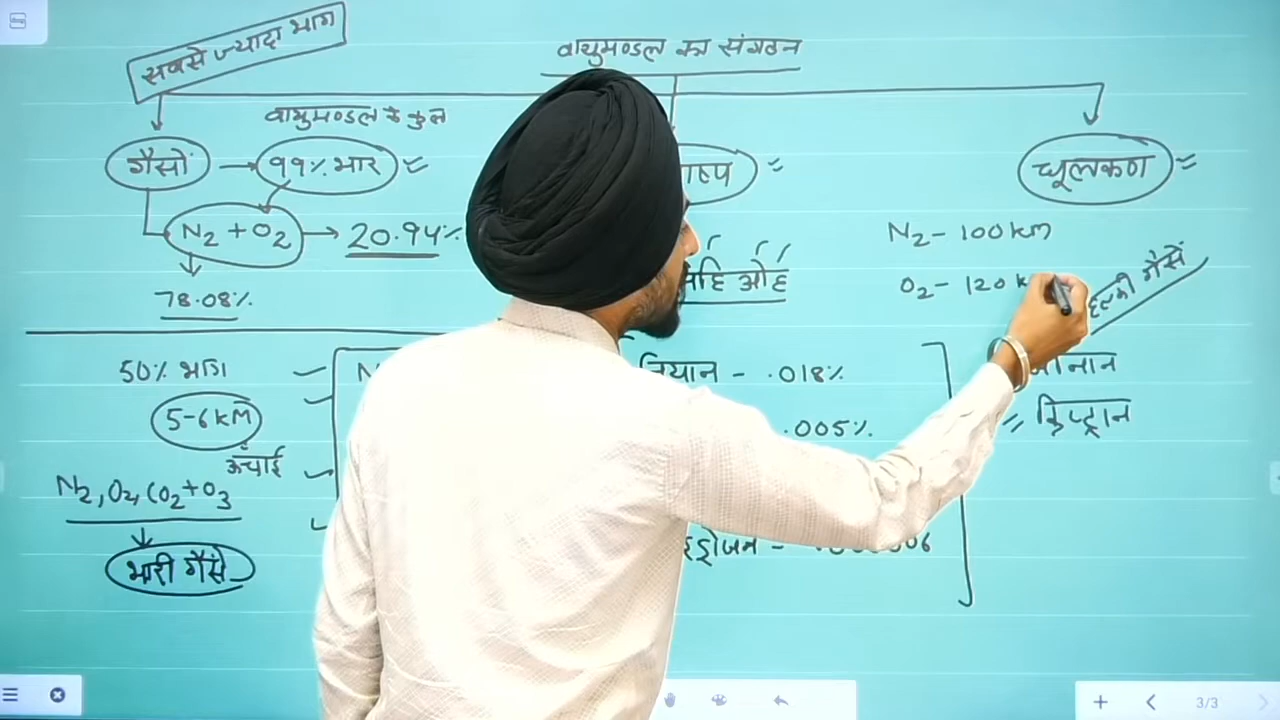 सबसे ज्यादा भाग
वायुमण्डल का संगठन
वायुमण्डल के कुल
गैसों → 99% भार =
ाष्प =
धूलकण =
N2 + O2 → 20.94%
78.08%
N2 - 100 km
O2 - 120 k
हल्की गैसें
50% भाग
5-6 KM
ऊँचाई
N2, O2, CO2 + O3
भारी गैसें
नियान - .018%
.005%.
क्रिप्ट्रान
3/3